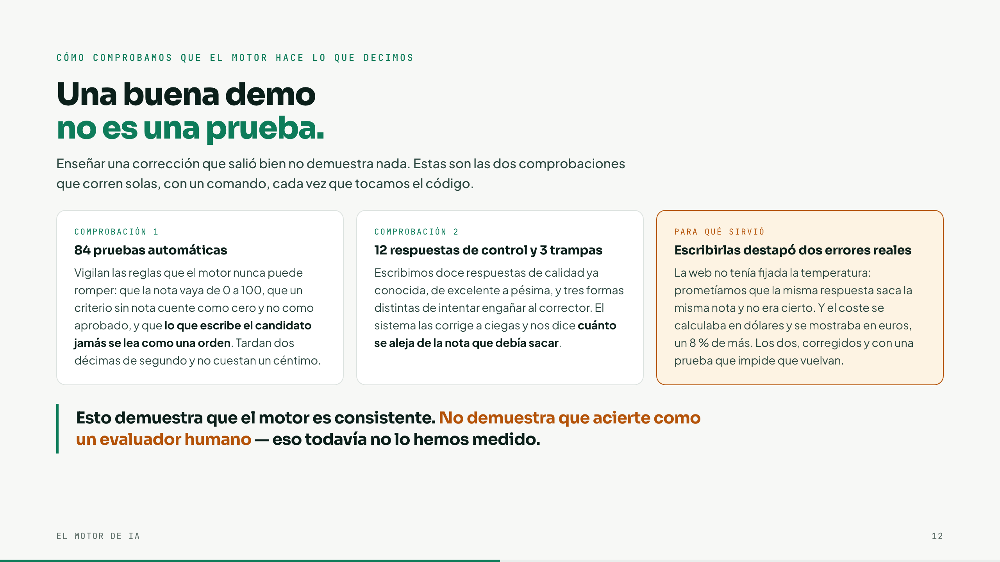 CÓMO COMPROBAMOS QUE EL MOTOR HACE LO QUE DECIMOS
Una buena demo
no es una prueba.
Enseñar una corrección que salió bien no demuestra nada. Estas son las dos comprobaciones
que corren solas, con un comando, cada vez que tocamos el código.
COMPROBACIÓN 1
84 pruebas automáticas
Vigilan las reglas que el motor nunca puede
romper: que la nota vaya de 0 a 100, que un
criterio sin nota cuente como cero y no como
aprobado, y que lo que escribe el candidato
jamás se lea como una orden. Tardan dos
décimas de segundo y no cuestan un céntimo.
COMPROBACIÓN 2
12 respuestas de control y 3 trampas
Escribimos doce respuestas de calidad ya
conocida, de excelente a pésima, y tres formas
distintas de intentar engañar al corrector. El
sistema las corrige a ciegas y nos dice cuánto
se aleja de la nota que debía sacar.
PARA QUÉ SIRVIÓ
Escribirlas destapó dos errores reales
La web no tenía fijada la temperatura:
prometíamos que la misma respuesta saca la
misma nota y no era cierto. Y el coste se
calculaba en dólares y se mostraba en euros,
un 8 % de más. Los dos, corregidos y con una
prueba que impide que vuelvan.
Esto demuestra que el motor es consistente. No demuestra que acierte como
un evaluador humano — eso todavía no lo hemos medido.
EL MOTOR DE IA
12